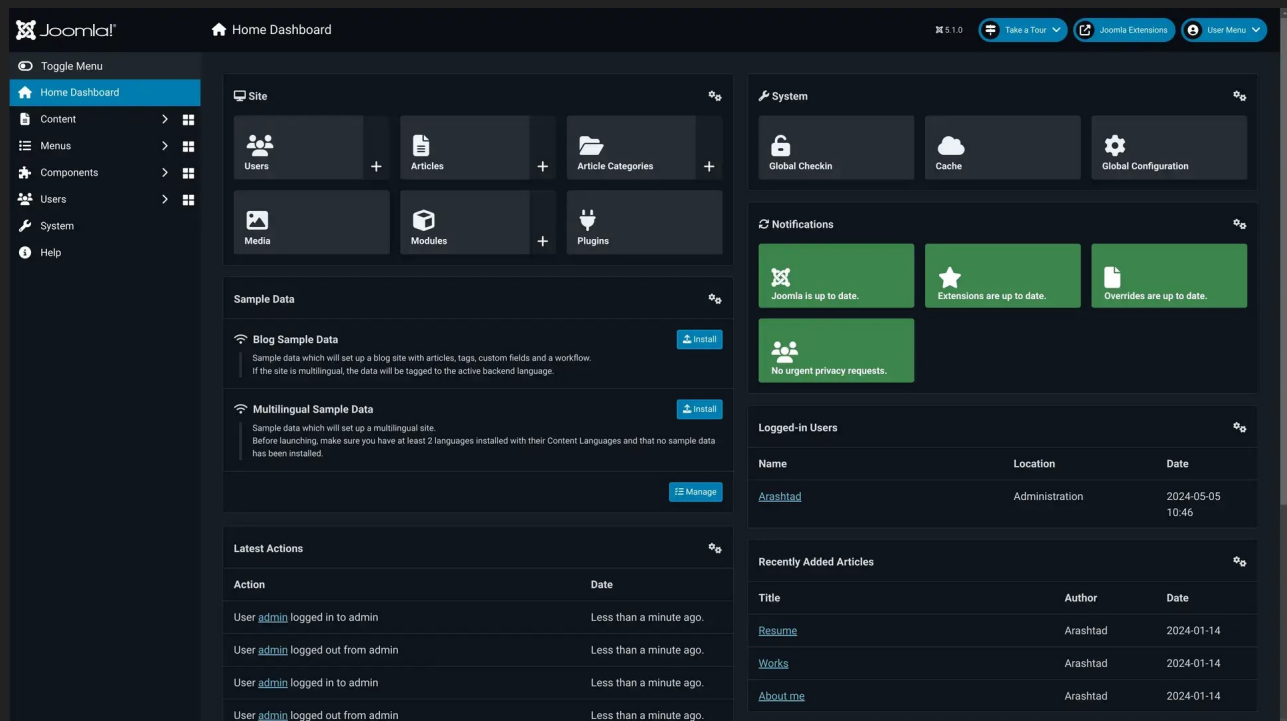 Joomla!®
Home Dashboard
5.1.0
Take a Tour
Joomla Extensions
User Menu
Toggle Menu
Home Dashboard
Content
Menus
Components
Users
System
Help
Site
Users
Articles
Article Categories
Media
Modules
Plugins
Sample Data
Blog Sample Data
Install
Sample data which will set up a blog site with articles, tags, custom fields and a workflow.
If the site is multilingual, the data will be tagged to the active backend language.
Multilingual Sample Data
Install
Sample data which will set up a multilingual site.
Before launching, make sure you have at least 2 languages installed with their Content Languages and that no sample data
has been installed.
Manage
Latest Actions
Action Date
User admin logged in to admin Less than a minute ago.
User admin logged out from admin Less than a minute ago.
User admin logged in to admin Less than a minute ago.
User admin logged out from admin Less than a minute ago.
System
Global Checkin
Cache
Global Configuration
Notifications
Joomla is up to date.
Extensions are up to date.
Overrides are up to date.
No urgent privacy requests.
Logged-in Users
Name Location Date
Arashtad Administration 2024-05-05
10:46
Recently Added Articles
Title Author Date
Resume Arashtad 2024-01-14
Works Arashtad 2024-01-14
About me Arashtad 2024-01-14